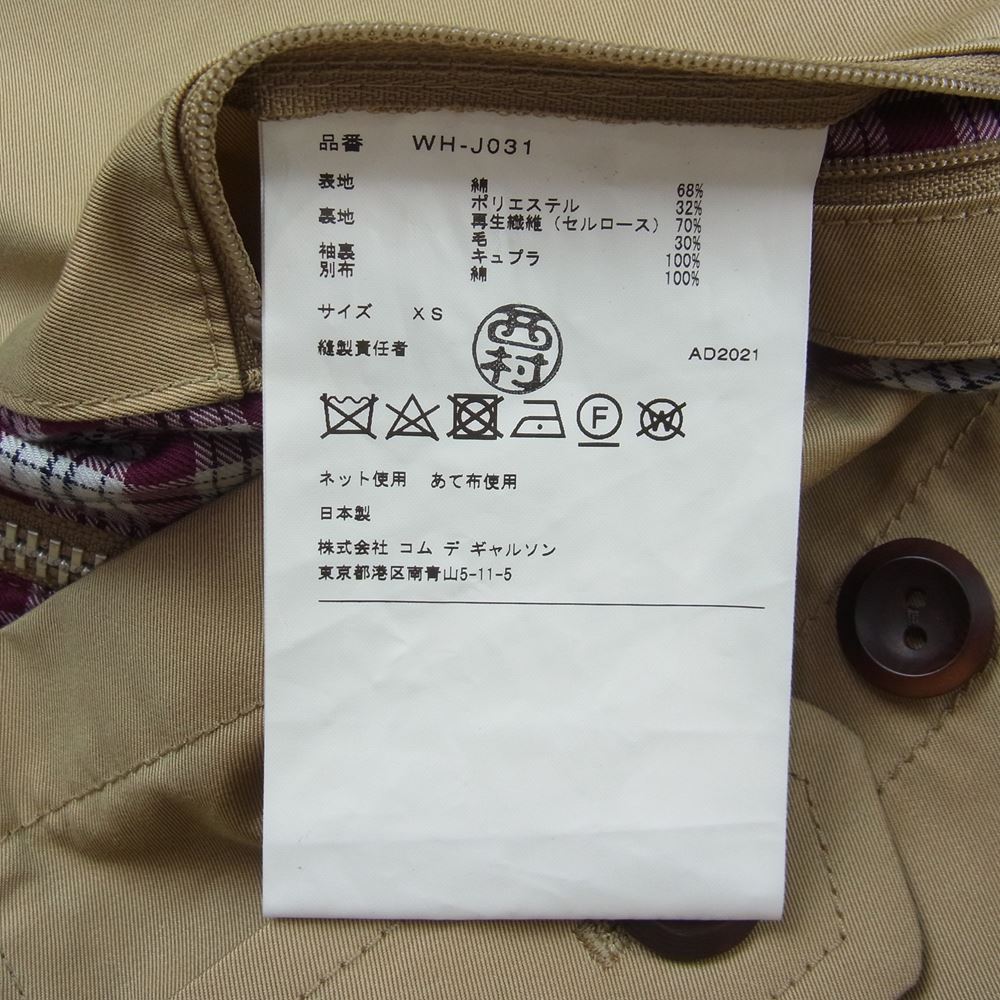 品番 WH-J031
表地 綿 68%
ポリエステル 32%
裏地 再生繊維（セルロース） 70%
毛 30%
袖裏 キュプラ 100%
別布 綿 100%
サイズ XS
縫製責任者 西村 AD2021
F W
ネット使用 あて布使用
日本製
株式会社 コム デ ギャルソン
東京都港区南青山5-11-5